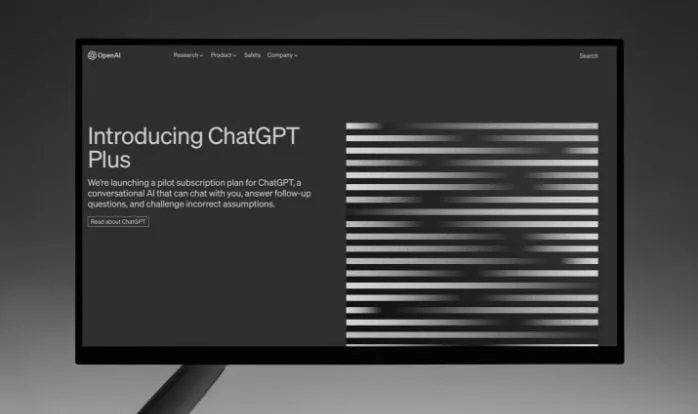 OpenAI
Research
Product
Safety
Company
Search
Introducing ChatGPT
Plus
We're launching a pilot subscription plan for ChatGPT, a
conversational AI that can chat with you, answer follow-up
questions, and challenge incorrect assumptions.
Read about ChatGPT